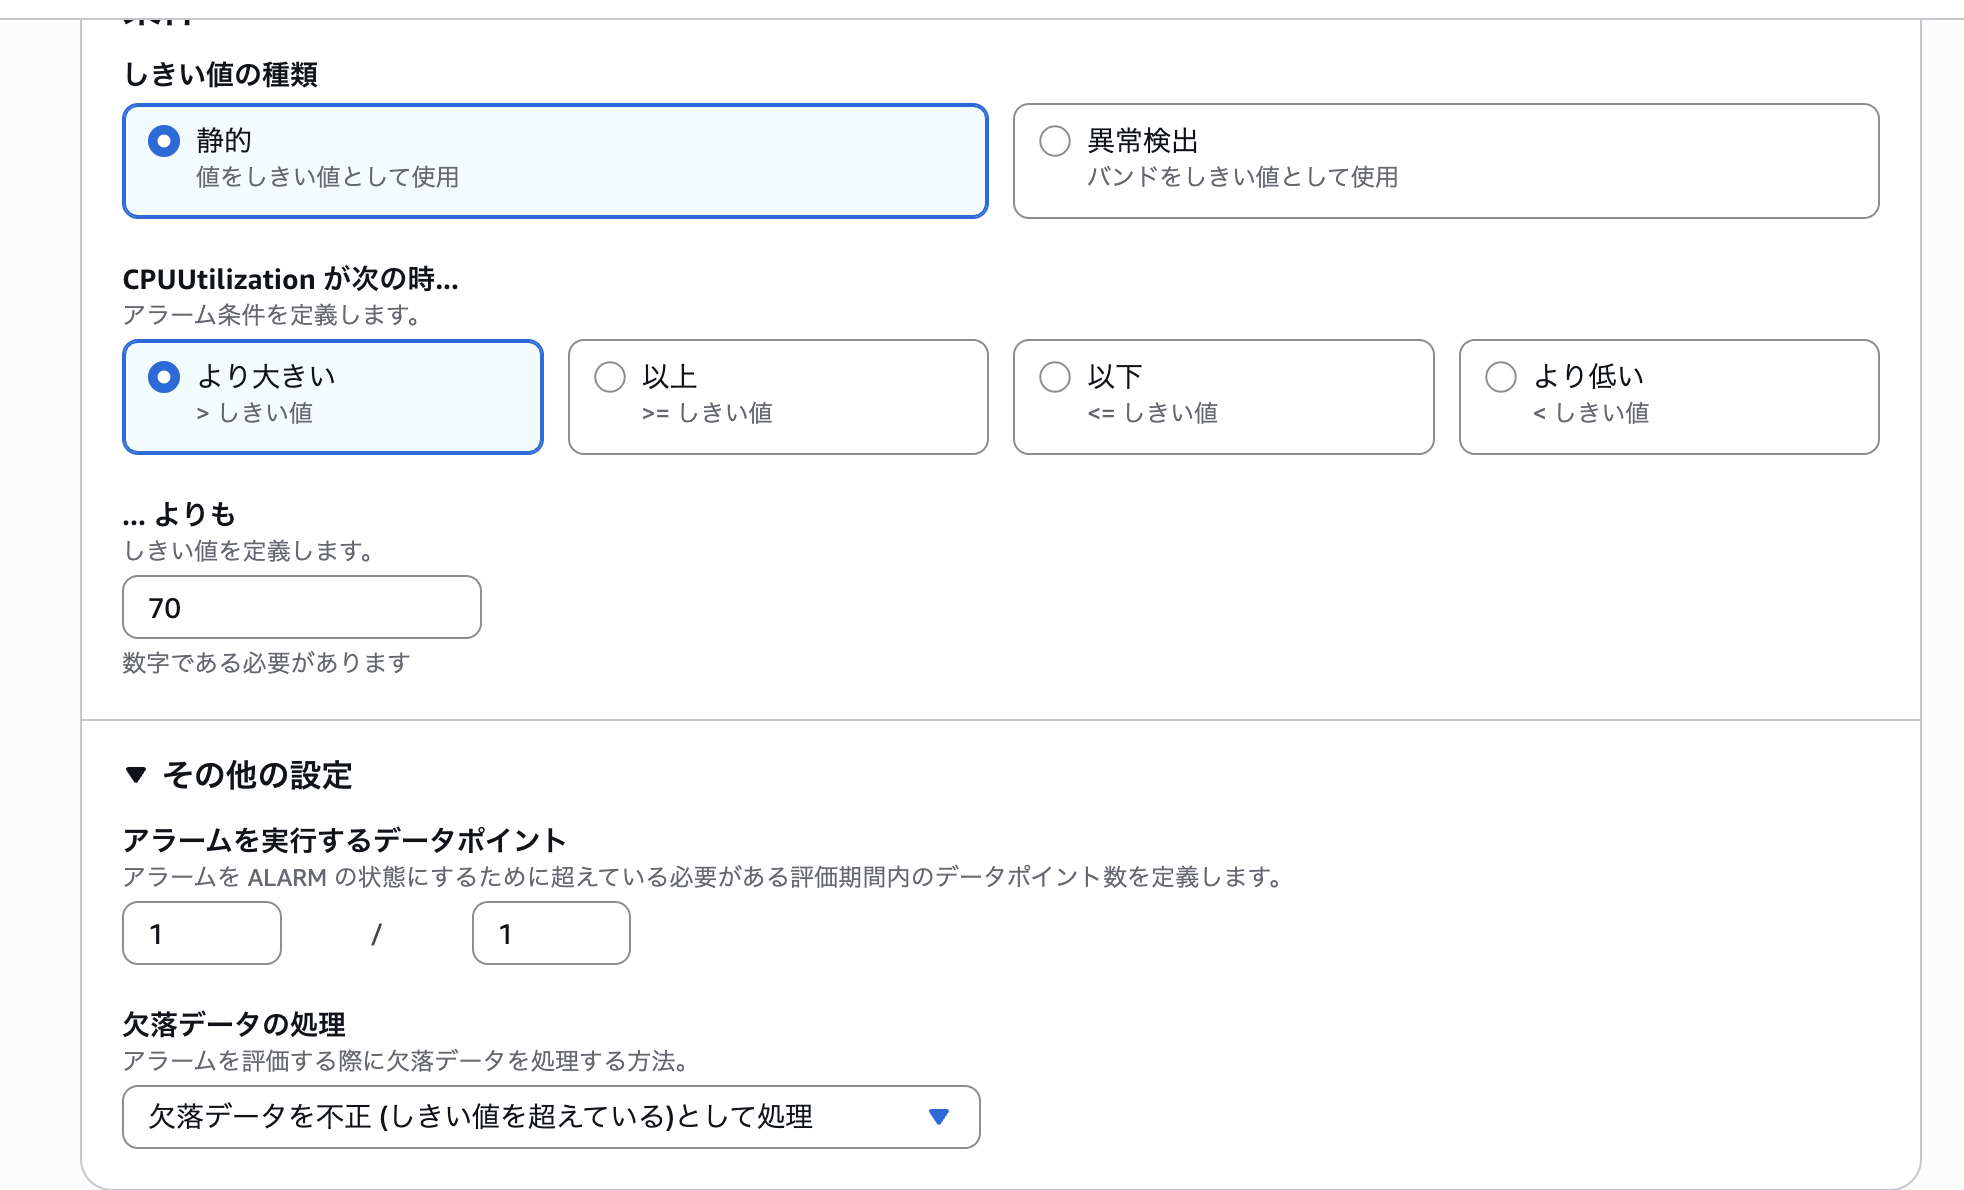 しきい値の種類
静的
値をしきい値として使用
異常検出
バンドをしきい値として使用
CPUUtilization が次の時...
アラーム条件を定義します。
より大きい
> しきい値
以上
>= しきい値
以下
<= しきい値
より低い
< しきい値
... よりも
しきい値を定義します。
70
数字である必要があります
その他の設定
アラームを実行するデータポイント
アラームを ALARM の状態にするために超えている必要がある評価期間内のデータポイント数を定義します。
1 / 1
欠落データの処理
アラームを評価する際に欠落データを処理する方法。
欠落データを不正 (しきい値を超えている)として処理